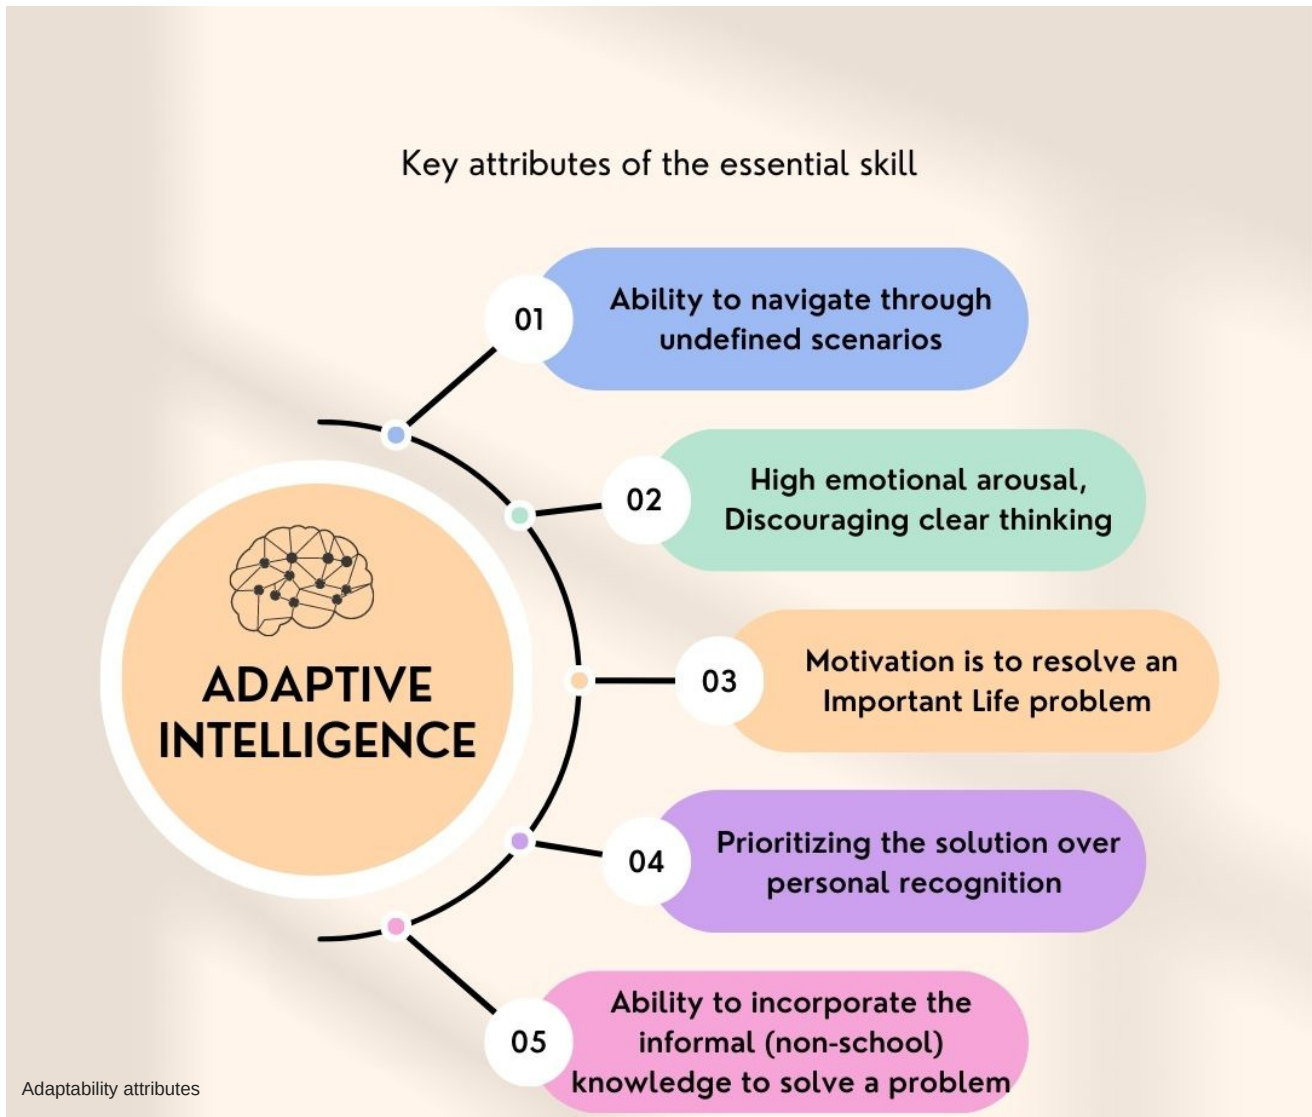 Key attributes of the essential skill
01
Ability to navigate through
undefined scenarios
02
High emotional arousal,
Discouraging clear thinking
ADAPTIVE
INTELLIGENCE
03
Motivation is to resolve an
Important Life problem
04
Prioritizing the solution over
personal recognition
05
Ability to incorporate the
informal (non-school)
knowledge to solve a problem
Adaptability attributes